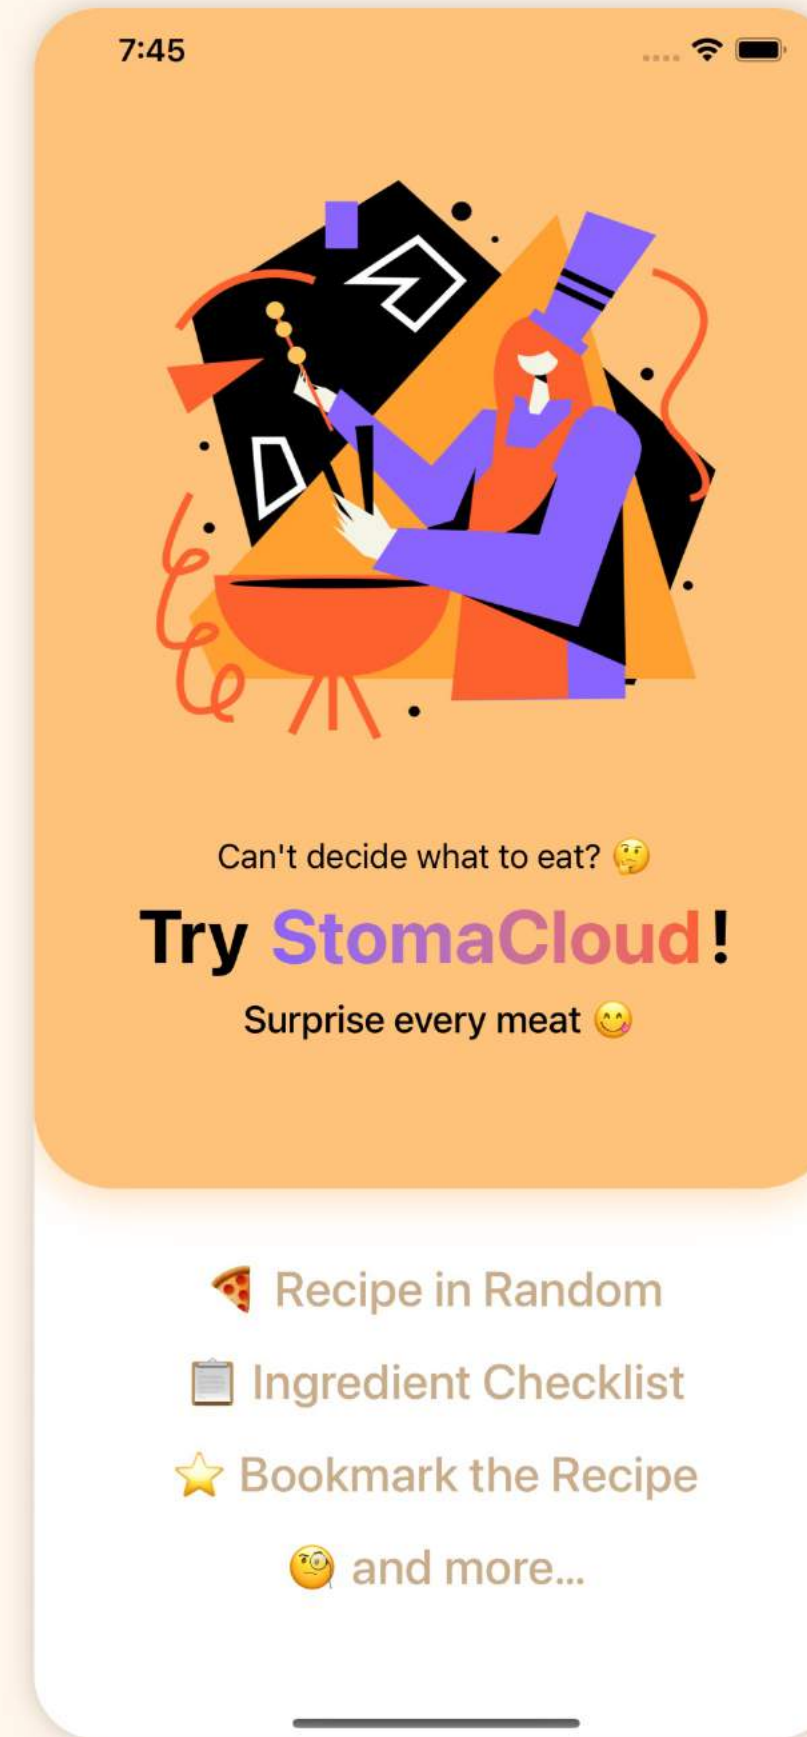 7:45
Can't decide what to eat? 🤔
Try StomaCloud!
Surprise every meat 😋
🍕 Recipe in Random
📋 Ingredient Checklist
⭐ Bookmark the Recipe
🧐 and more...